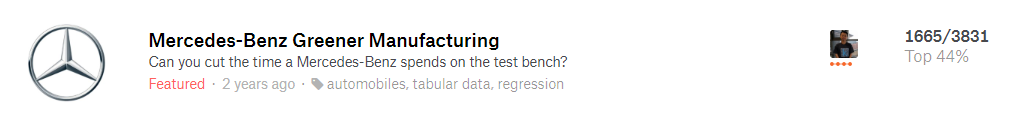 Mercedes-Benz Greener Manufacturing
Can you cut the time a Mercedes-Benz spends on the test bench?
Featured · 2 years ago · automobiles, tabular data, regression
1665/3831
Top 44%